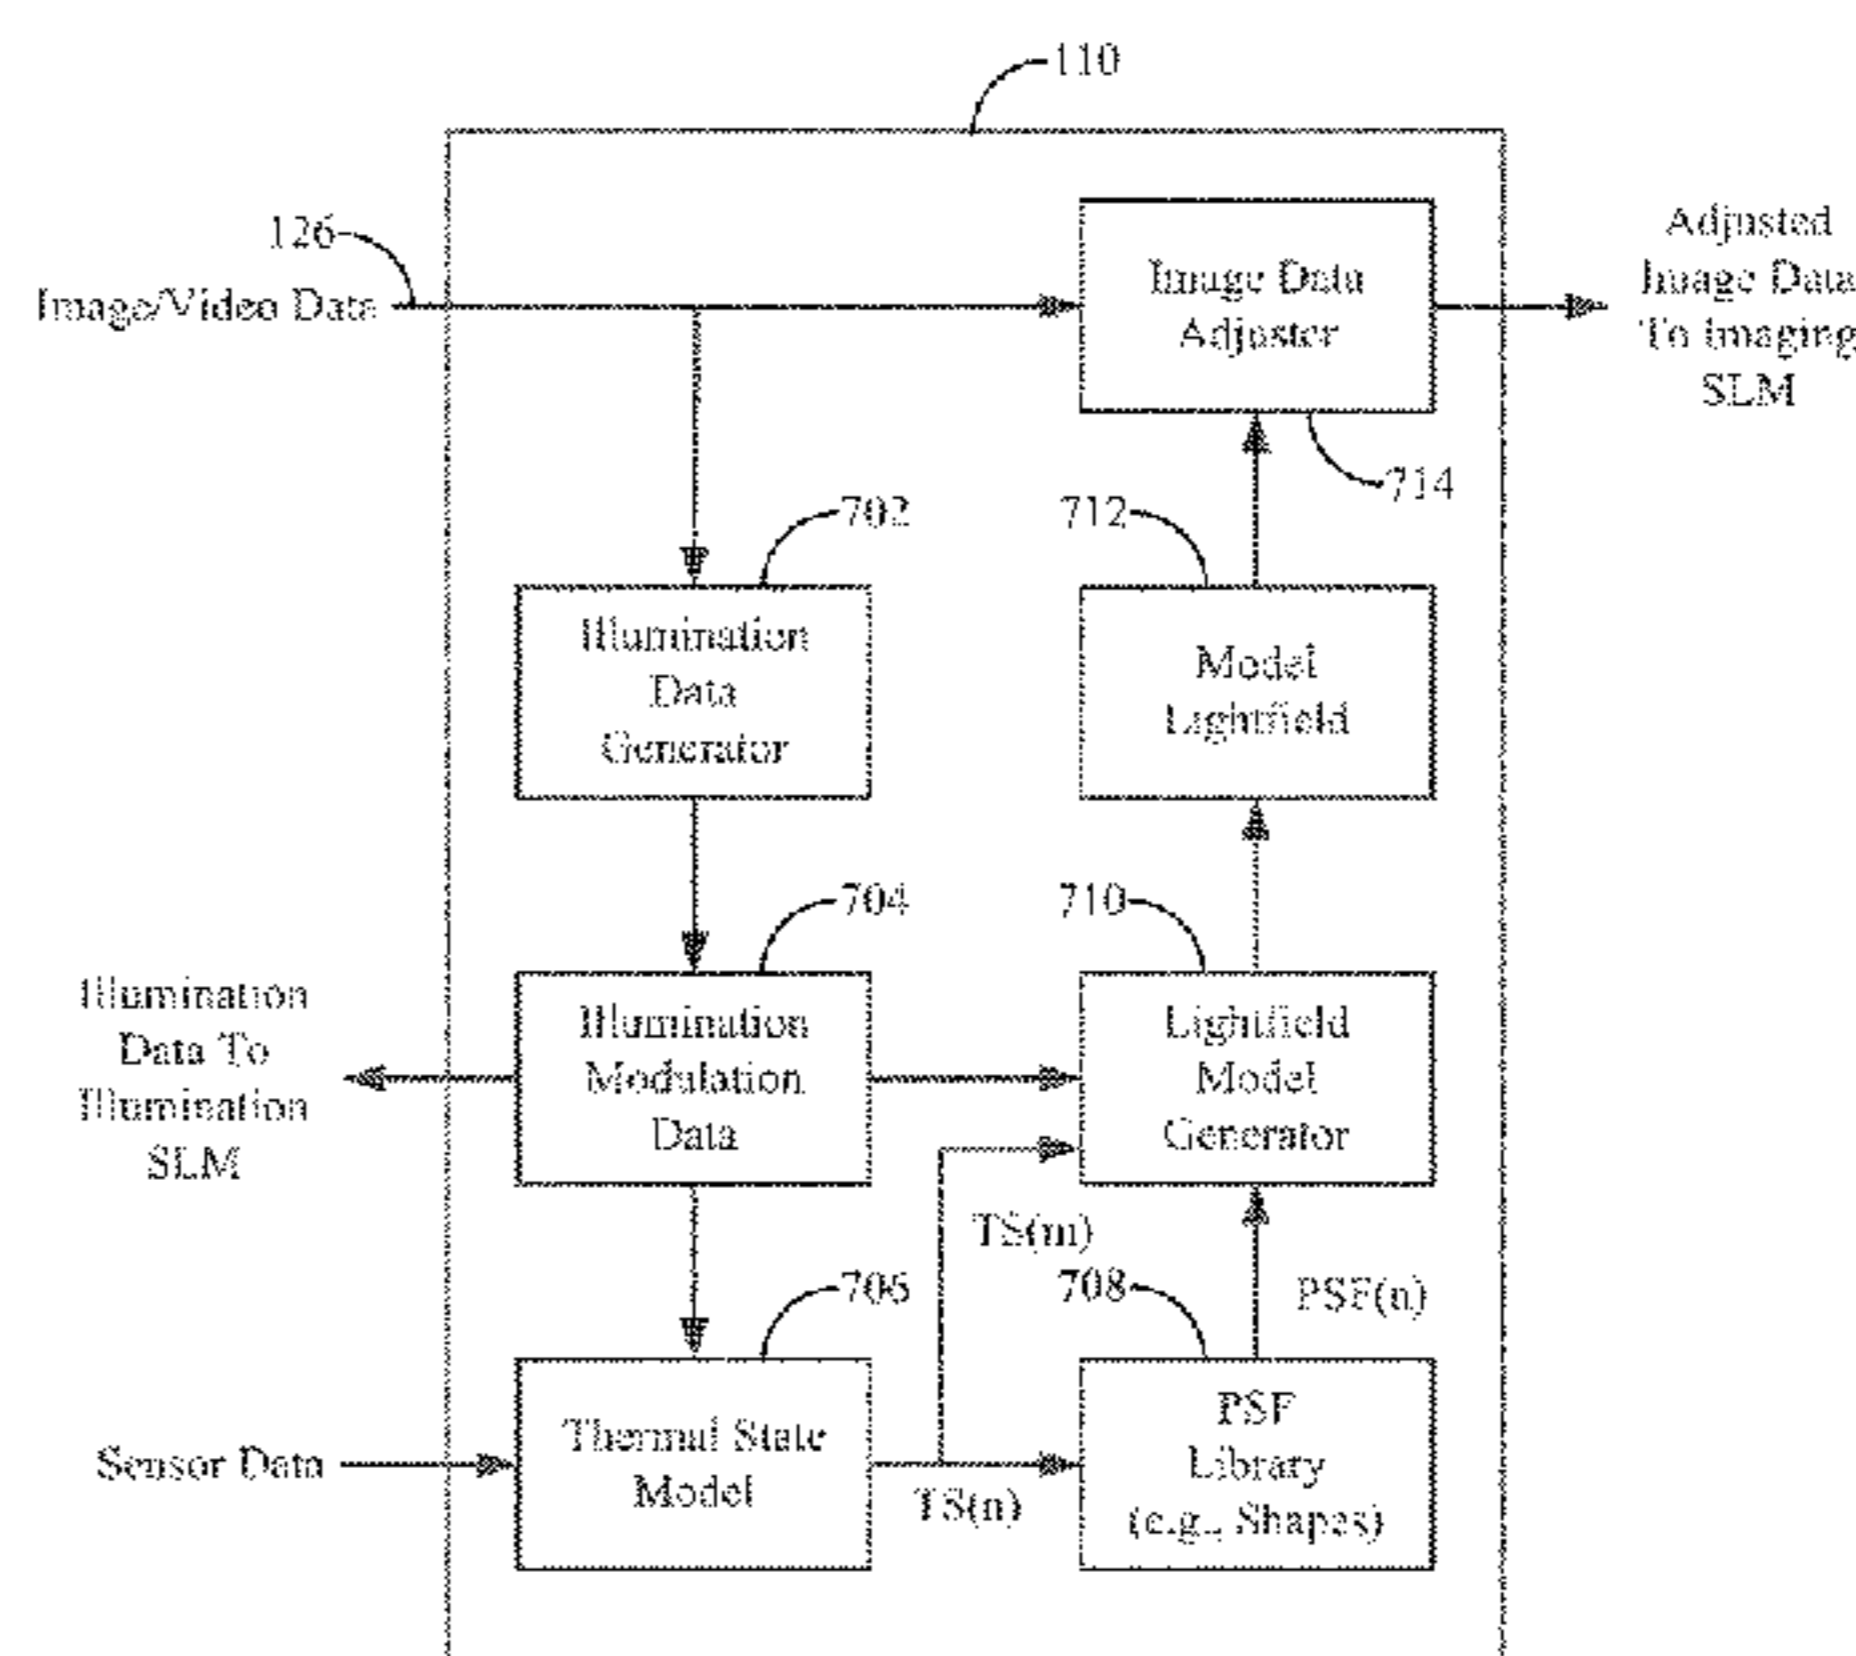 110
126
Image/Video Data
Image Data
Adjuster
Adjusted
Image Data
To Imaging
SLM
714
702
712
Illumination
Data
Generator
Model
Lightfield
704
710
Illumination
Data To
Illumination
SLM
Illumination
Modulation
Data
Lightfield
Model
Generator
TS(m)
706
708
PSF(n)
Sensor Data
Thermal State
Model
TS(n)
PSF
Library
(e.g., Shapes)